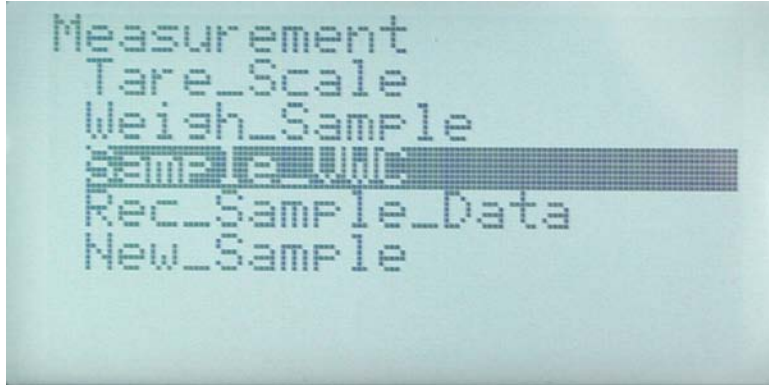 Measurement
Tare_Scale
Weigh_Sample
Sample_VWC
Rec_Sample_Data
New_Sample